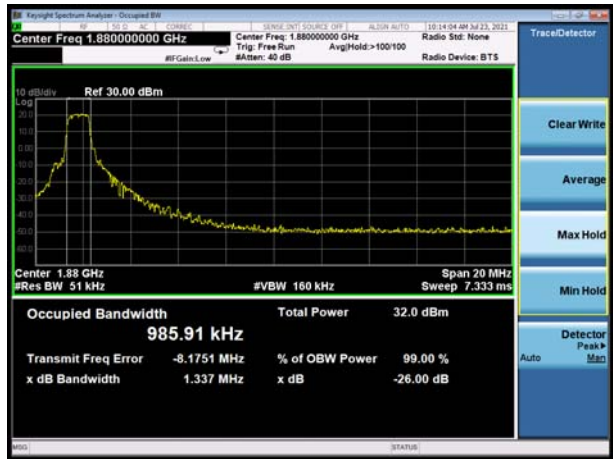 Keysight Spectrum Analyzer - Occupied BW
RF 50 Ω AC CORREC SENSE:INT SOURCE OFF ALIGN AUTO 10:14:04 AM Jul 23, 2021
Center Freq 1.880000000 GHz
Center Freq: 1.880000000 GHz
Radio Std: None
Trig: Free Run Avg|Hold:>100/100
#IFGain:Low #Atten: 40 dB Radio Device: BTS
Trace/Detector
10 dB/div Ref 30.00 dBm
Log
20.0
10.0
0.00
-10.0
-20.0
-30.0
-40.0
-50.0
-60.0
Clear Write
Average
Max Hold
Min Hold
Detector
Peak▶
Auto Man
Center 1.88 GHz Span 20 MHz
#Res BW 51 kHz #VBW 160 kHz Sweep 7.333 ms
Occupied Bandwidth Total Power 32.0 dBm
985.91 kHz
Transmit Freq Error -8.1751 MHz % of OBW Power 99.00 %
x dB Bandwidth 1.337 MHz x dB -26.00 dB
MSG STATUS